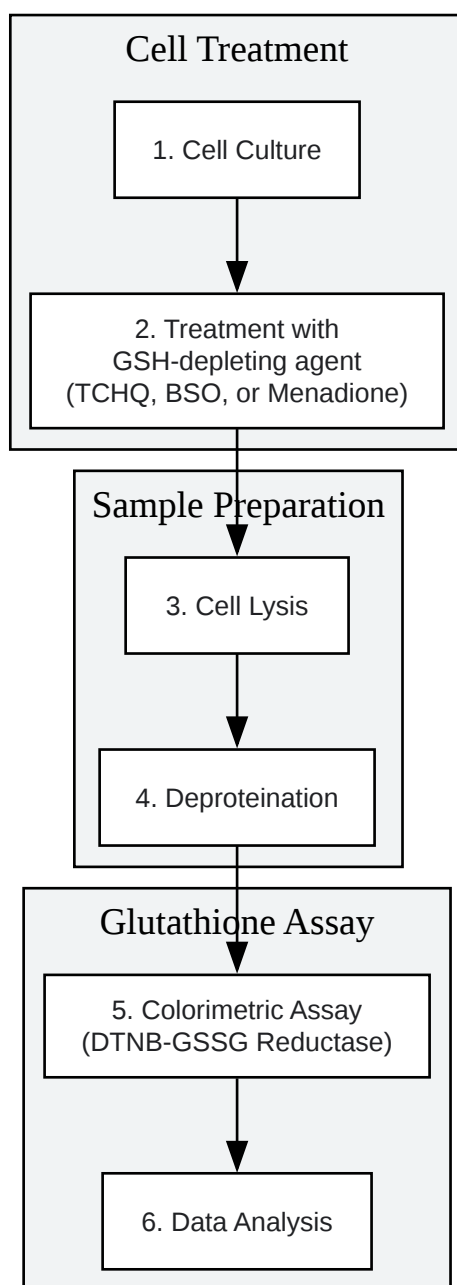 Cell Treatment
1. Cell Culture
2. Treatment with
GSH-depleting agent
(TCHQ, BSO, or Menadione)
Sample Preparation
3. Cell Lysis
4. Deproteination
Glutathione Assay
5. Colorimetric Assay
(DTNB-GSSG Reductase)
6. Data Analysis